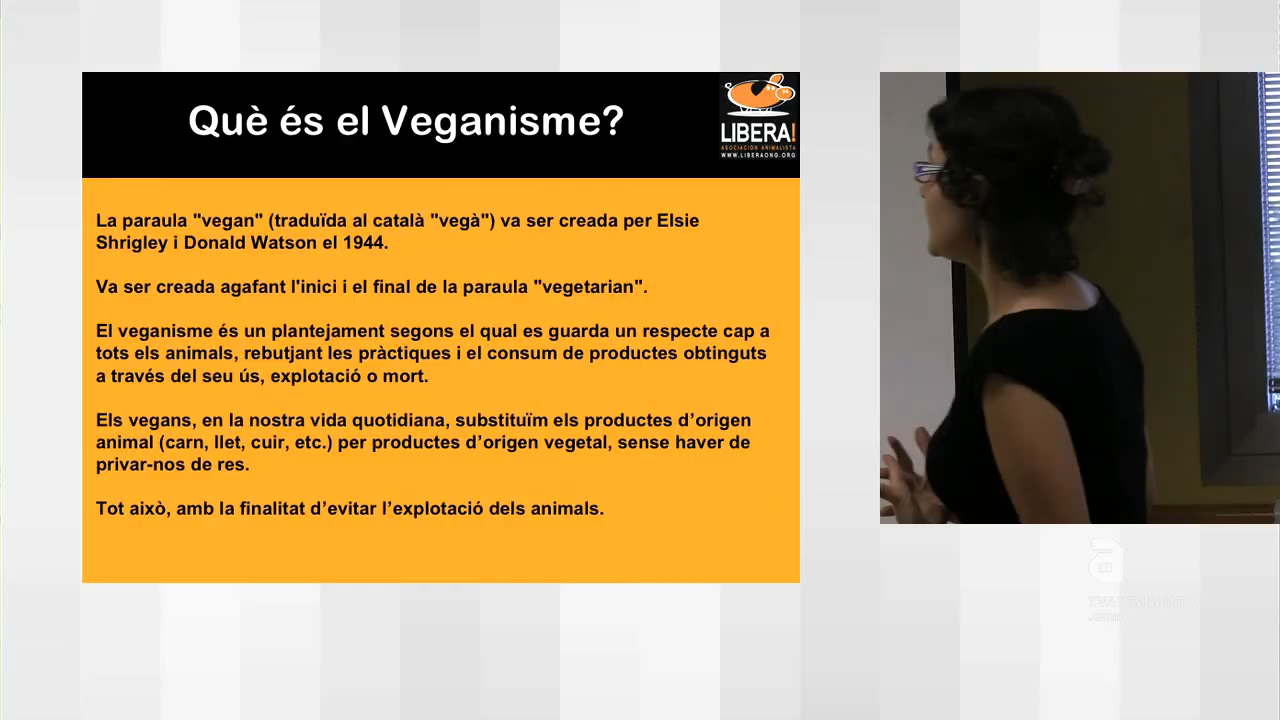 Què és el Veganisme?
LIBERA!
ASOCIACION ANIMALISTA
WWW.LIBERAONG.ORG
La paraula "vegan" (traduïda al català "vegà") va ser creada per Elsie
Shrigley i Donald Watson el 1944.
Va ser creada agafant l'inici i el final de la paraula "vegetarian".
El veganisme és un plantejament segons el qual es guarda un respecte cap a
tots els animals, rebutjant les pràctiques i el consum de productes obtinguts
a través del seu ús, explotació o mort.
Els vegans, en la nostra vida quotidiana, substituïm els productes d’origen
animal (carn, llet, cuir, etc.) per productes d’origen vegetal, sense haver de
privar-nos de res.
Tot això, amb la finalitat d’evitar l’explotació dels animals.